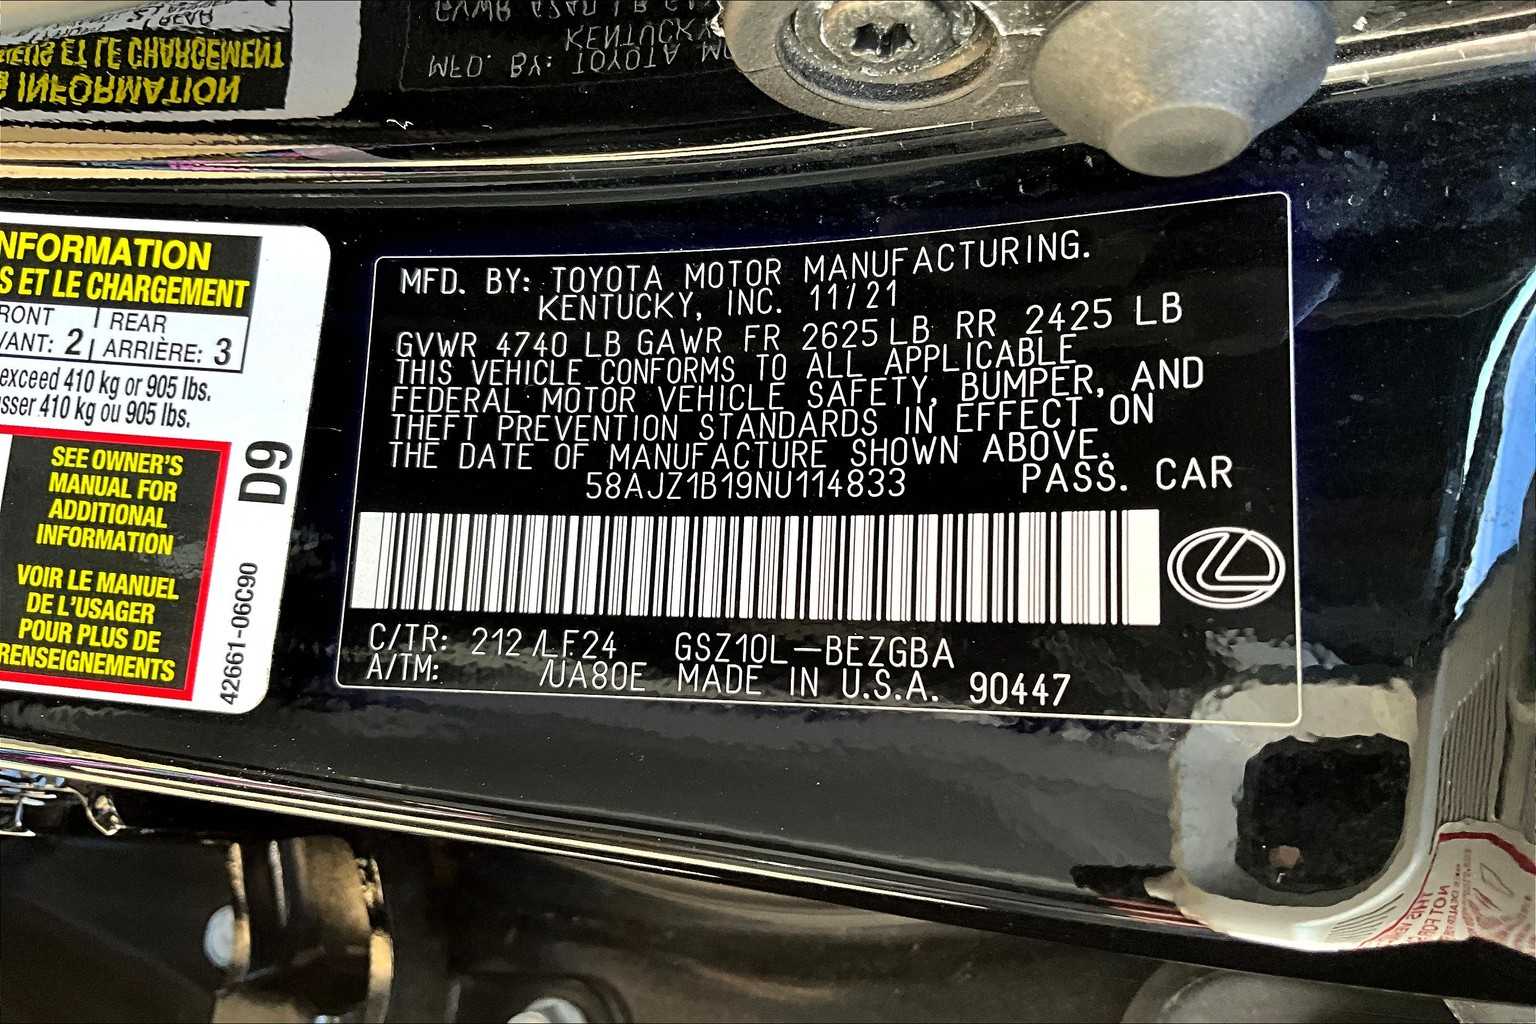 NFORMATION
S ET LE CHARGEMENT
RONT | REAR
VANT: 2 | ARRIÈRE: 3
exceed 410 kg or 905 lbs.
sser 410 kg ou 905 lbs.
SEE OWNER'S
MANUAL FOR
ADDITIONAL
INFORMATION
VOIR LE MANUEL
DE L'USAGER
POUR PLUS DE
RENSEIGNEMENTS
D9
42661-06C90
MFD. BY: TOYOTA MOTOR MANUFACTURING.
KENTUCKY, INC. 11/21
GVWR 4740 LB GAWR FR 2625 LB RR 2425 LB
THIS VEHICLE CONFORMS TO ALL APPLICABLE
FEDERAL MOTOR VEHICLE SAFETY, BUMPER, AND
THEFT PREVENTION STANDARDS IN EFFECT ON
THE DATE OF MANUFACTURE SHOWN ABOVE.
58AJZ1B19NU114833 PASS. CAR
C/TR: 212 /LF24 GSZ10L-BEZGBA
A/TM: /UA80E MADE IN U.S.A. 90447